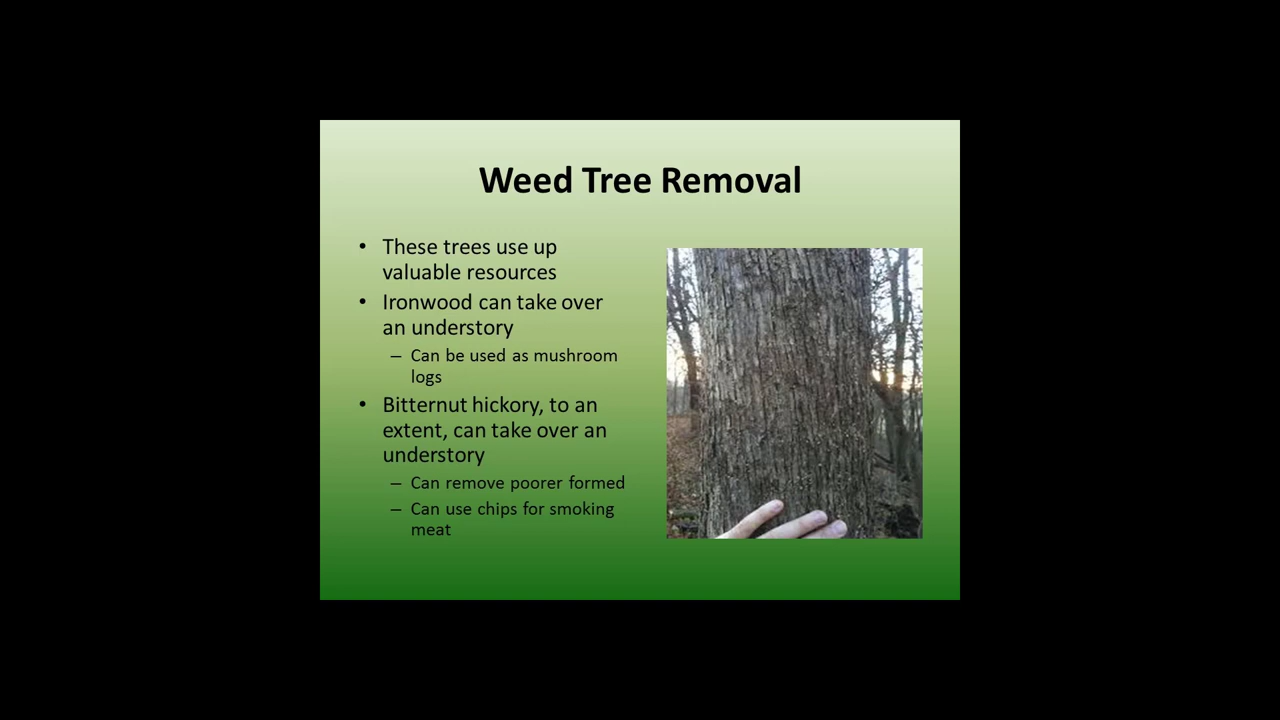 Weed Tree Removal
• These trees use up
valuable resources
• Ironwood can take over
an understory
– Can be used as mushroom
logs
• Bitternut hickory, to an
extent, can take over an
understory
– Can remove poorer formed
– Can use chips for smoking
meat